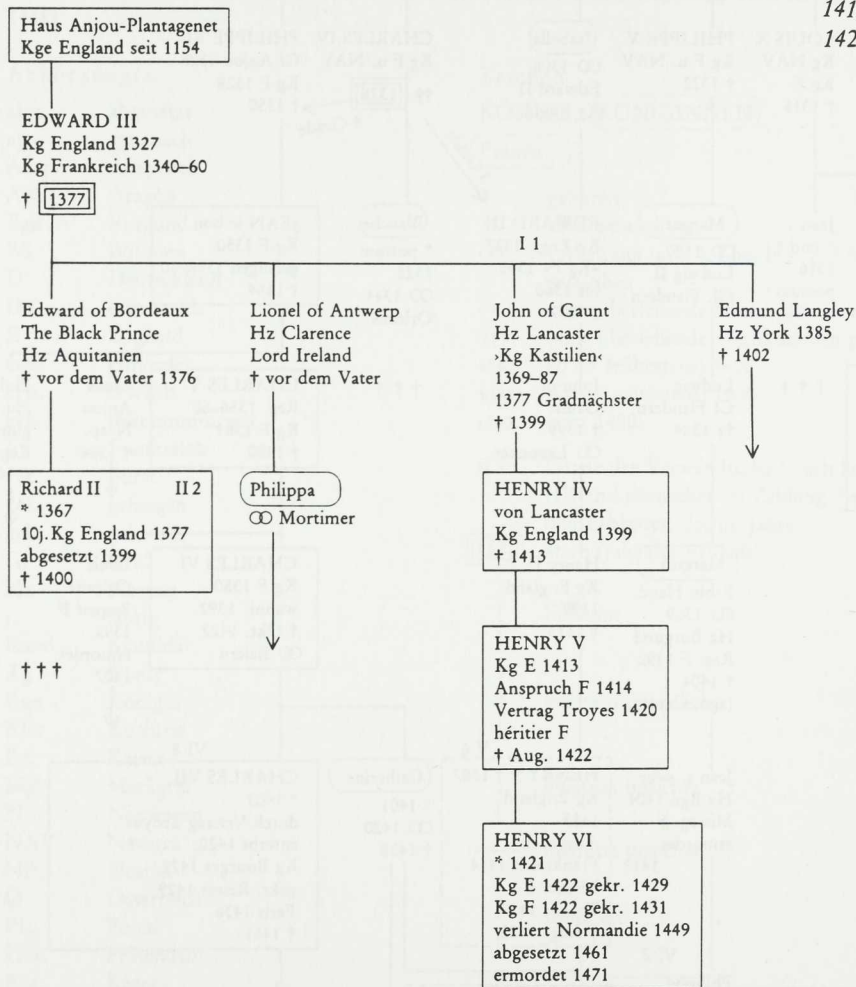 141
142
Haus Anjou-Plantagenet
Kge England seit 1154
EDWARD III
Kg England 1327
Kg Frankreich 1340–60
† 1377
I 1
Edward of Bordeaux
The Black Prince
Hz Aquitanien
† vor dem Vater 1376
Lionel of Antwerp
Hz Clarence
Lord Ireland
† vor dem Vater
John of Gaunt
Hz Lancaster
›Kg Kastilien‹
1369–87
1377 Gradnächster
† 1399
Edmund Langley
Hz York 1385
† 1402
Richard II II 2
* 1367
10j. Kg England 1377
abgesetzt 1399
† 1400
† † †
Philippa
⚭ Mortimer
HENRY IV
von Lancaster
Kg England 1399
† 1413
HENRY V
Kg E 1413
Anspruch F 1414
Vertrag Troyes 1420
héritier F
† Aug. 1422
HENRY VI
* 1421
Kg E 1422 gekr. 1429
Kg F 1422 gekr. 1431
verliert Normandie 1449
abgesetzt 1461
ermordet 1471